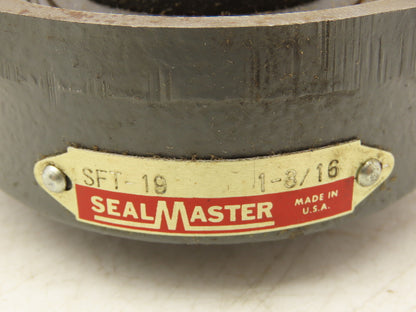 SFT-19 1-3/16
SEALMASTER MADE IN
U.S.A.